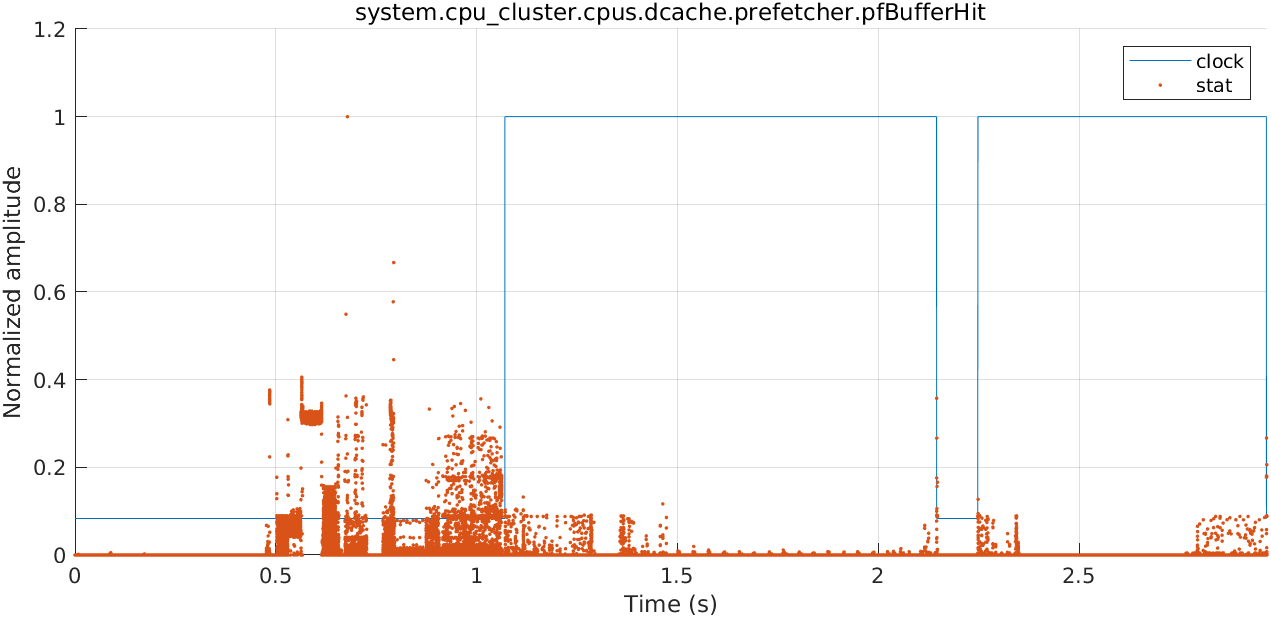 system.cpu_cluster.cpus.dcache.prefetcher.pfBufferHit
1.2
1
0.8
0.6
0.4
0.2
0
Normalized amplitude
clock
stat
0 0.5 1 1.5 2 2.5
Time (s)